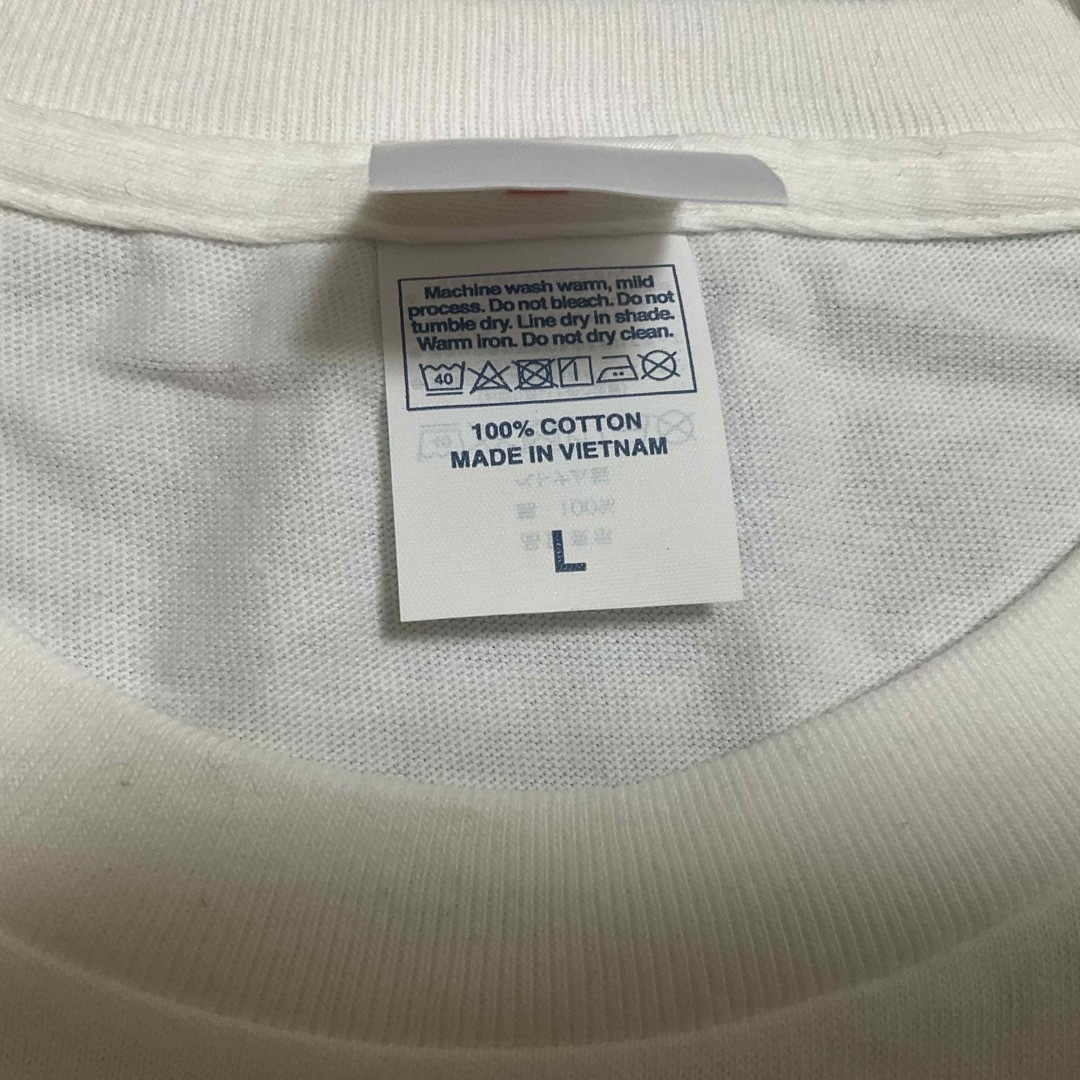 Machine wash warm, mild
process. Do not bleach. Do not
tumble dry. Line dry in shade.
Warm iron. Do not dry clean.
40
100% COTTON
MADE IN VIETNAM
L